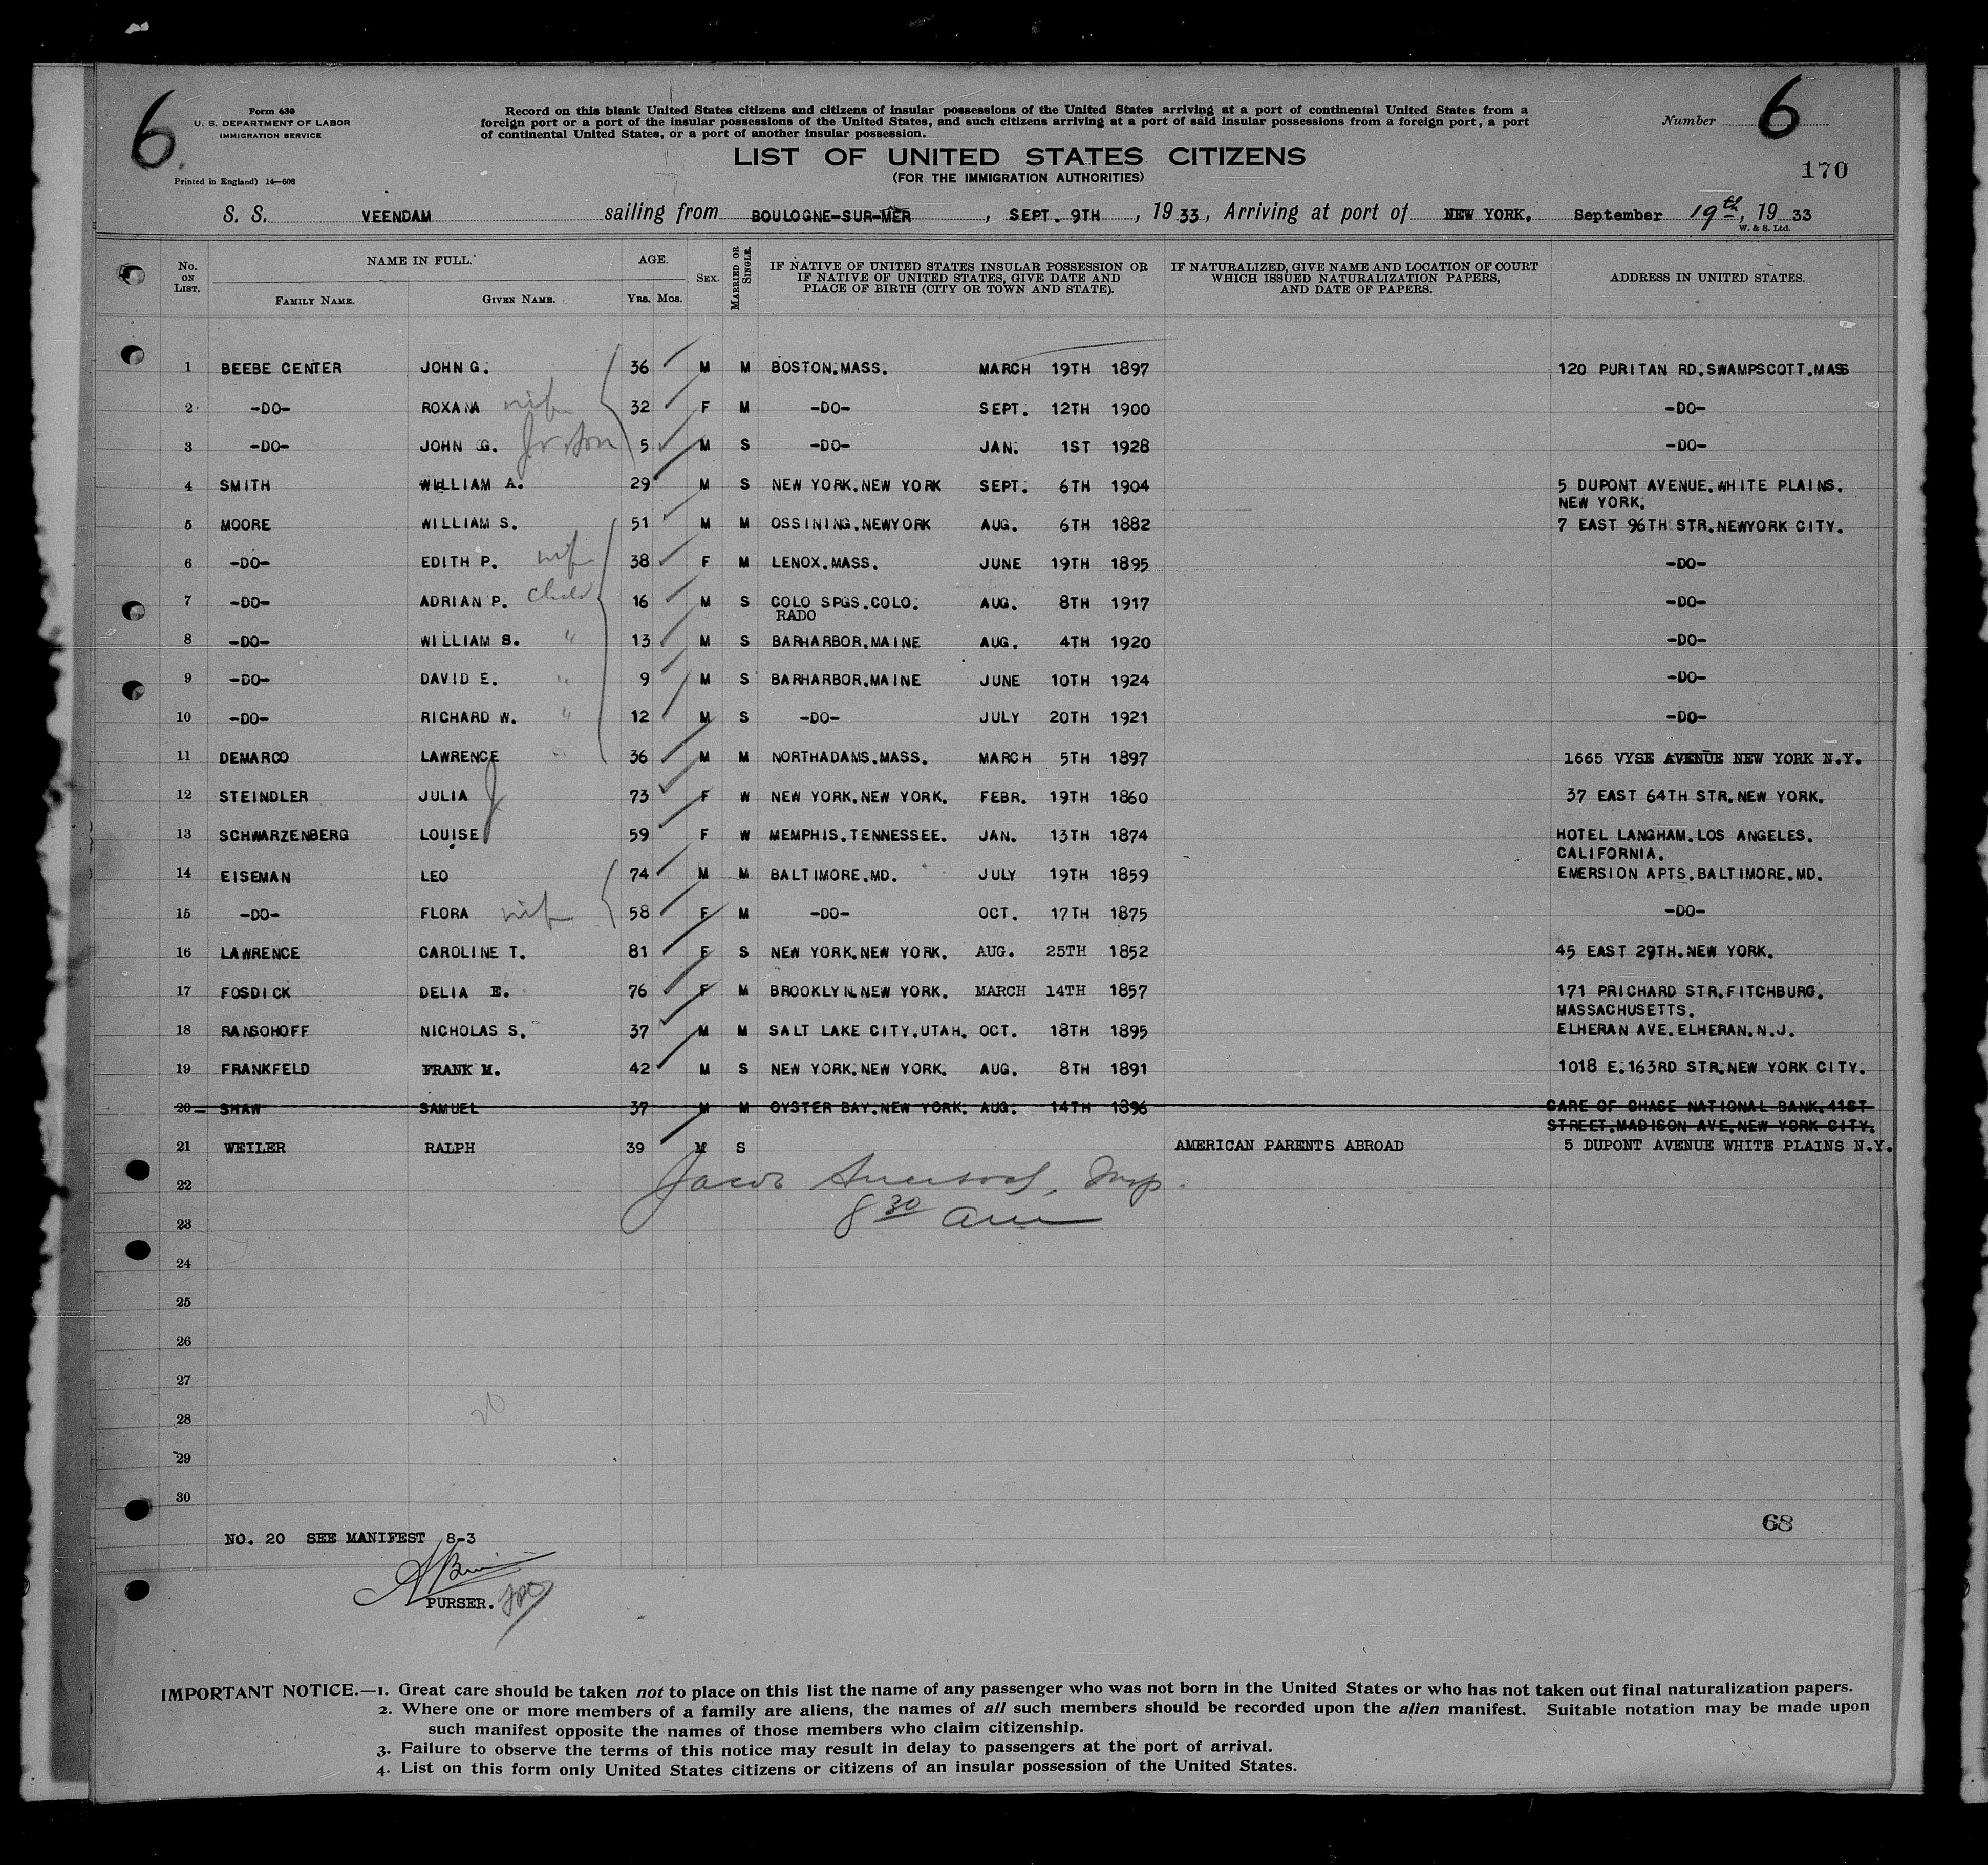 6
Form 630
U. S. DEPARTMENT OF LABOR
IMMIGRATION SERVICE
Printed in England) 14—608
Record on this blank United States citizens and citizens of insular possessions of the United States arriving at a port of continental United States from a
foreign port or a port of the insular possessions of the United States, and such citizens arriving at a port of said insular possessions from a foreign port, a port
of continental United States, or a port of another insular possession.
Number 6
LIST OF UNITED STATES CITIZENS
(FOR THE IMMIGRATION AUTHORITIES)
170
S. S. VEENDAM sailing from BOULOGNE-SUR-MER, SEPT. 9TH, 1933, Arriving at port of NEW YORK, September 19th, 1933
W. & S. Ltd.
No. ON LIST. NAME IN FULL. AGE. SEX. MARRIED OR SINGLE. IF NATIVE OF UNITED STATES INSULAR POSSESSION OR IF NATIVE OF UNITED STATES, GIVE DATE AND PLACE OF BIRTH (CITY OR TOWN AND STATE). IF NATURALIZED, GIVE NAME AND LOCATION OF COURT WHICH ISSUED NATURALIZATION PAPERS, AND DATE OF PAPERS. ADDRESS IN UNITED STATES.
FAMILY NAME. GIVEN NAME. YRS. MOS.
1 BEEBE CENTER JOHN G. 36 M M BOSTON.MASS. MARCH 19TH 1897 120 PURITAN RD.SWAMPSCOTT.MASS
2 -DO- ROXANA wife 32 F M -DO- SEPT. 12TH 1900 -DO-
3 -DO- JOHN G. Jr son 5 M S -DO- JAN. 1ST 1928 -DO-
4 SMITH WILLIAM A. 29 M S NEW YORK.NEW YORK SEPT. 6TH 1904 5 DUPONT AVENUE.WHITE PLAINS.
NEW YORK.
5 MOORE WILLIAM S. 51 M M OSSINING.NEWYORK AUG. 6TH 1882 7 EAST 96TH STR.NEWYORK CITY.
6 -DO- EDITH P. wife 38 F M LENOX.MASS. JUNE 19TH 1895 -DO-
7 -DO- ADRIAN P. child 16 M S COLO SPGS.COLO. AUG. 8TH 1917 -DO-
RADO
8 -DO- WILLIAM S. " 13 M S BARHARBOR.MAINE AUG. 4TH 1920 -DO-
9 -DO- DAVID E. " 9 M S BARHARBOR.MAINE JUNE 10TH 1924 -DO-
10 -DO- RICHARD W. " 12 M S -DO- JULY 20TH 1921 -DO-
11 DEMARCO LAWRENCE 36 M M NORTHADAMS.MASS. MARCH 5TH 1897 1665 VYSE AVENUE NEW YORK N.Y.
12 STEINDLER JULIA 73 F W NEW YORK.NEW YORK. FEBR. 19TH 1860 37 EAST 64TH STR.NEW YORK.
13 SCHWARZENBERG LOUISE 59 F W MEMPHIS.TENNESSEE. JAN. 13TH 1874 HOTEL LANGHAM.LOS ANGELES.
CALIFORNIA.
14 EISEMAN LEO 74 M M BALTIMORE.MD. JULY 19TH 1859 EMERSION APTS.BALTIMORE.MD.
15 -DO- FLORA wife 58 F M -DO- OCT. 17TH 1875 -DO-
16 LAWRENCE CAROLINE T. 81 F S NEW YORK.NEW YORK. AUG. 25TH 1852 45 EAST 29TH.NEW YORK.
17 FOSDICK DELIA E. 76 F M BROOKLYN.NEW YORK. MARCH 14TH 1857 171 PRICHARD STR.FITCHBURG.
MASSACHUSETTS.
18 RANSOHOFF NICHOLAS S. 37 M M SALT LAKE CITY.UTAH. OCT. 18TH 1895 ELHERAN AVE.ELHERAN.N.J.
19 FRANKFELD FRANK M. 42 M S NEW YORK.NEW YORK. AUG. 8TH 1891 1018 E.163RD STR.NEW YORK CITY.
20 SHAW SAMUEL 37 M M OYSTER BAY.NEW YORK. AUG. 14TH 1896 CARE OF CHASE NATIONAL BANK.41ST
STREET.MADISON AVE.NEW YORK CITY.
21 WEILER RALPH 39 M S AMERICAN PARENTS ABROAD 5 DUPONT AVENUE WHITE PLAINS N.Y.
22 Jacob Insp.
23 8 30 am
24
25
26
27
28 20
29
30
68
NO. 20 SEE MANIFEST 8-3
PURSER.
IMPORTANT NOTICE.—1. Great care should be taken not to place on this list the name of any passenger who was not born in the United States or who has not taken out final naturalization papers.
2. Where one or more members of a family are aliens, the names of all such members should be recorded upon the alien manifest. Suitable notation may be made upon
such manifest opposite the names of those members who claim citizenship.
3. Failure to observe the terms of this notice may result in delay to passengers at the port of arrival.
4. List on this form only United States citizens or citizens of an insular possession of the United States.